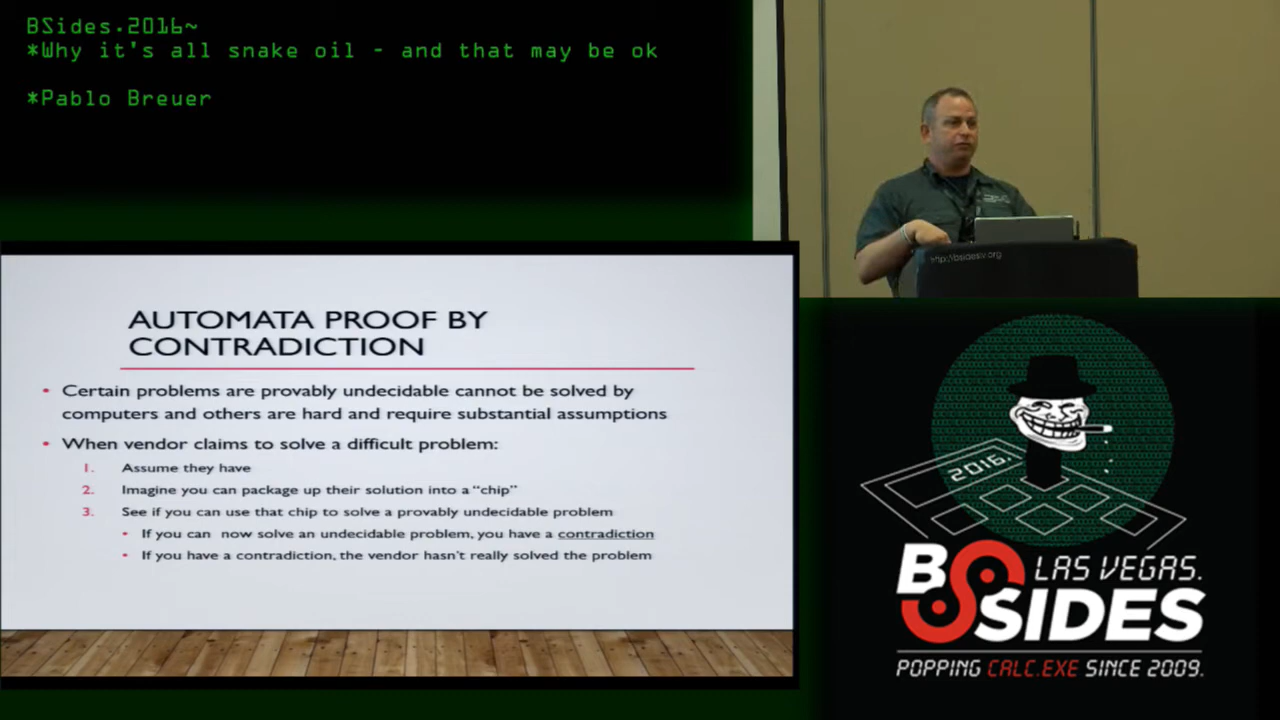 BSides.2016~
*Why it's all snake oil - and that may be ok
*Pablo Breuer
http://bsideslv.org
AUTOMATA PROOF BY
CONTRADICTION
• Certain problems are provably undecidable cannot be solved by
computers and others are hard and require substantial assumptions
• When vendor claims to solve a difficult problem:
1. Assume they have
2. Imagine you can package up their solution into a "chip"
3. See if you can use that chip to solve a provably undecidable problem
• If you can now solve an undecidable problem, you have a contradiction
• If you have a contradiction, the vendor hasn't really solved the problem
2016.
BSIDES
LAS VEGAS.
POPPING CALC.EXE SINCE 2009.